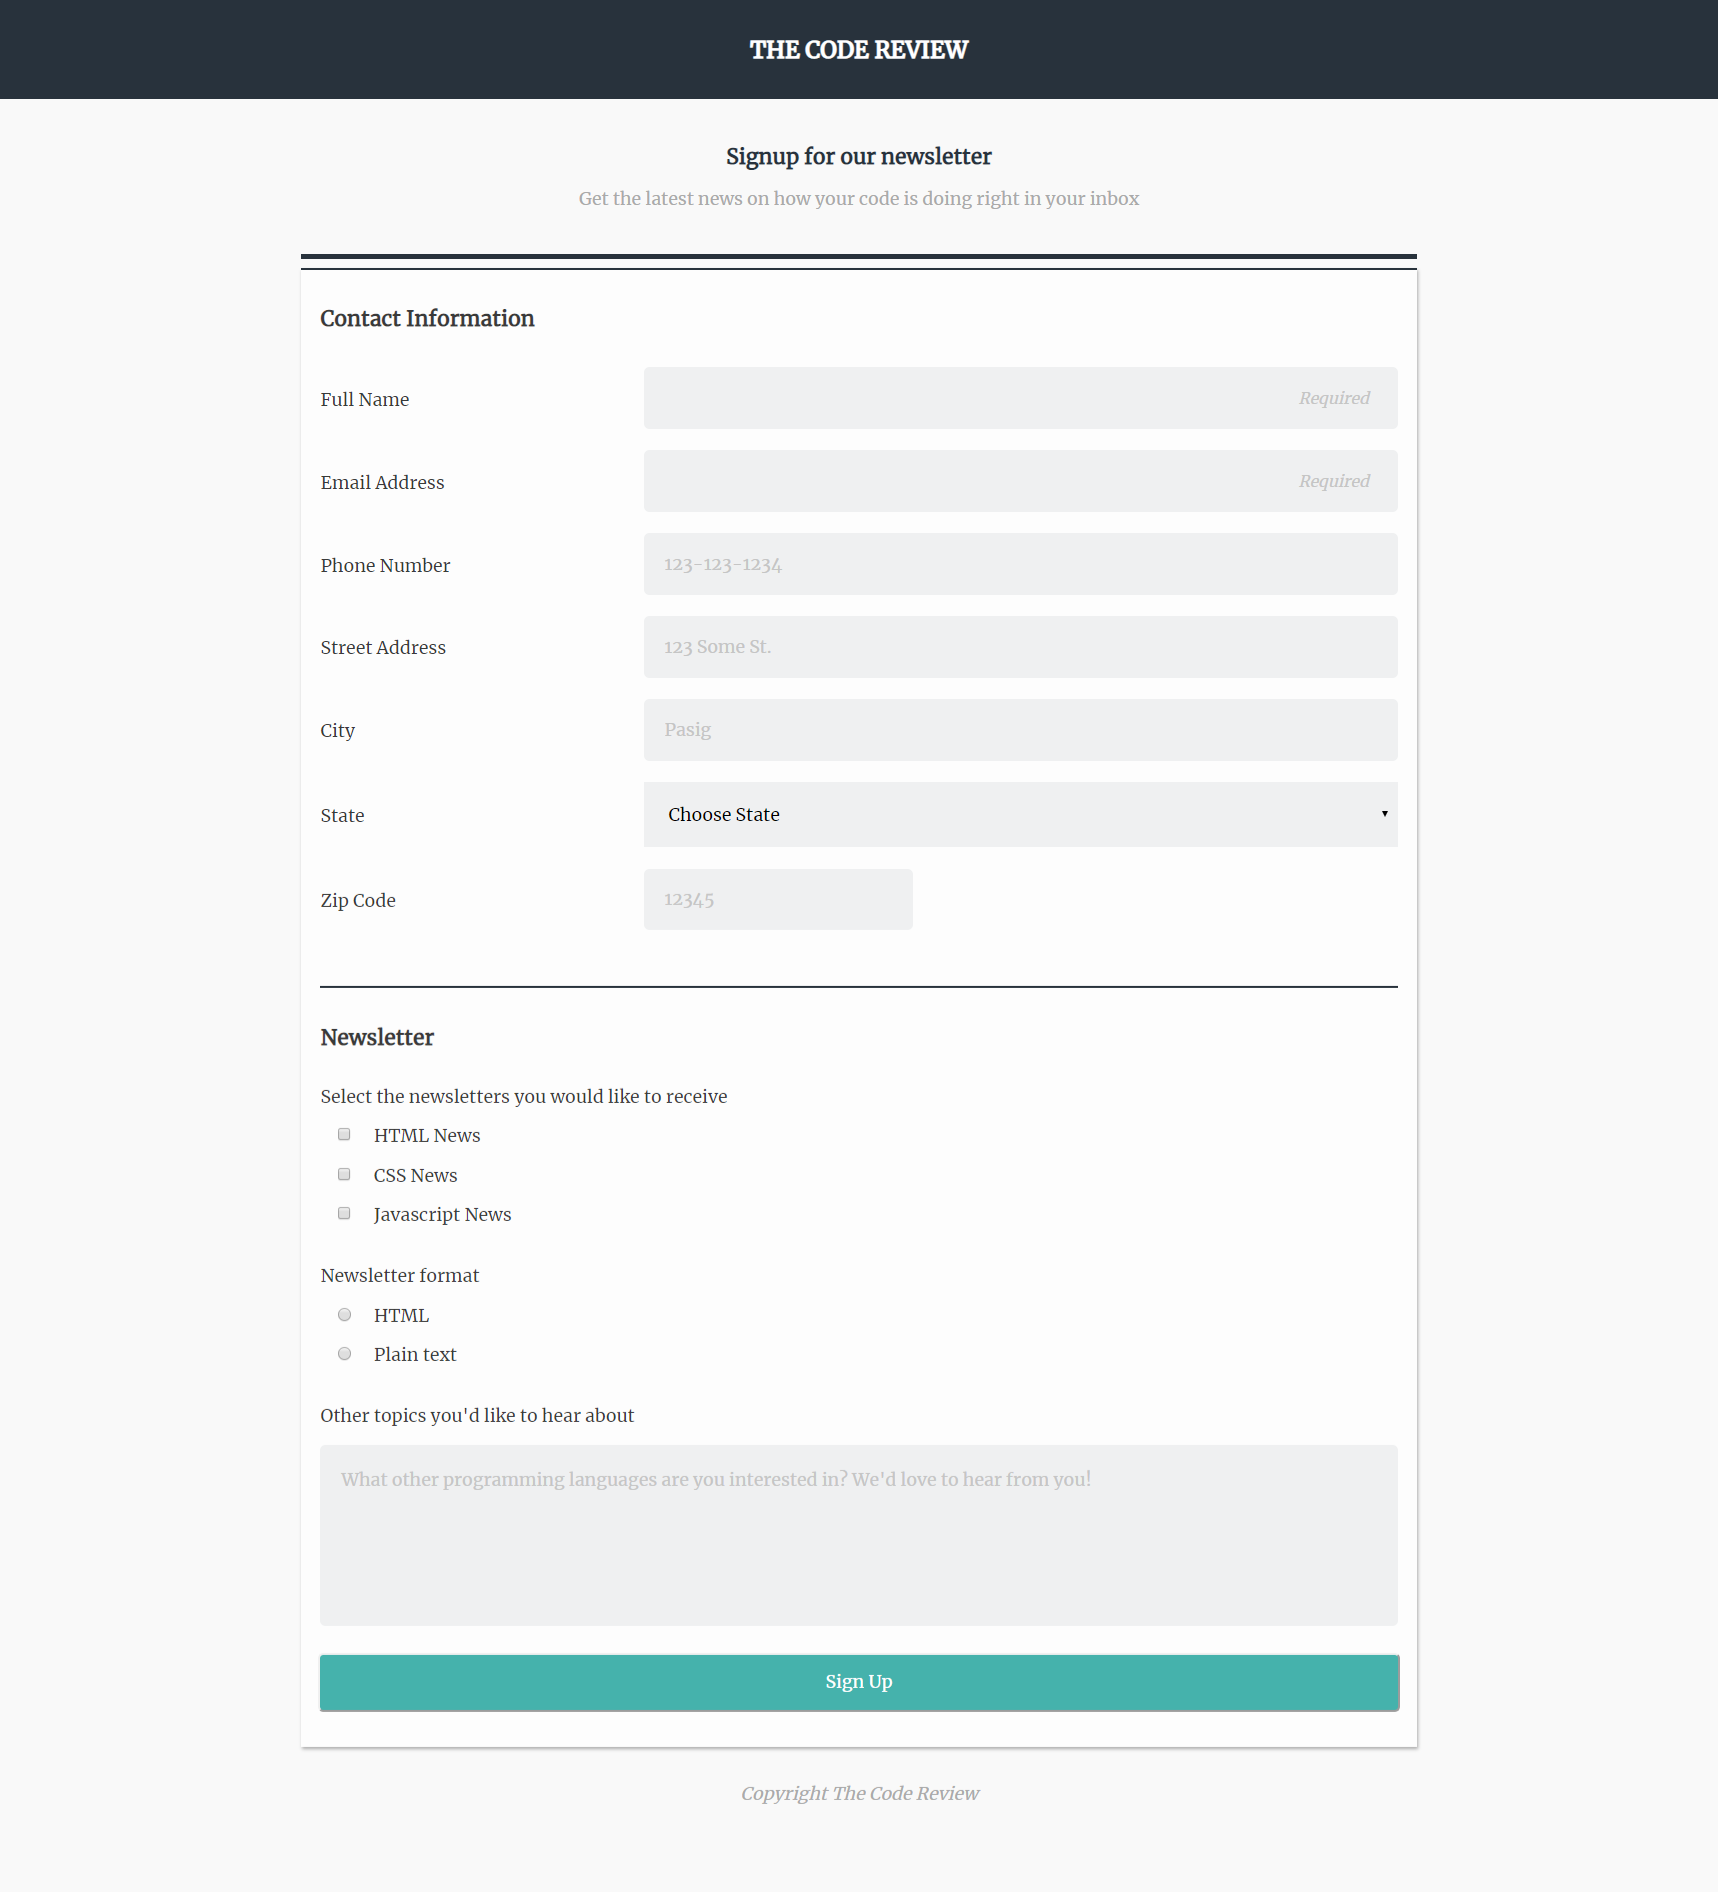 THE CODE REVIEW
Signup for our newsletter
Get the latest news on how your code is doing right in your inbox
Contact Information
Full Name Required
Email Address Required
Phone Number 123-123-1234
Street Address 123 Some St.
City Pasig
State Choose State
Zip Code 12345
Newsletter
Select the newsletters you would like to receive
HTML News
CSS News
Javascript News
Newsletter format
HTML
Plain text
Other topics you'd like to hear about
What other programming languages are you interested in? We'd love to hear from you!
Sign Up
Copyright The Code Review